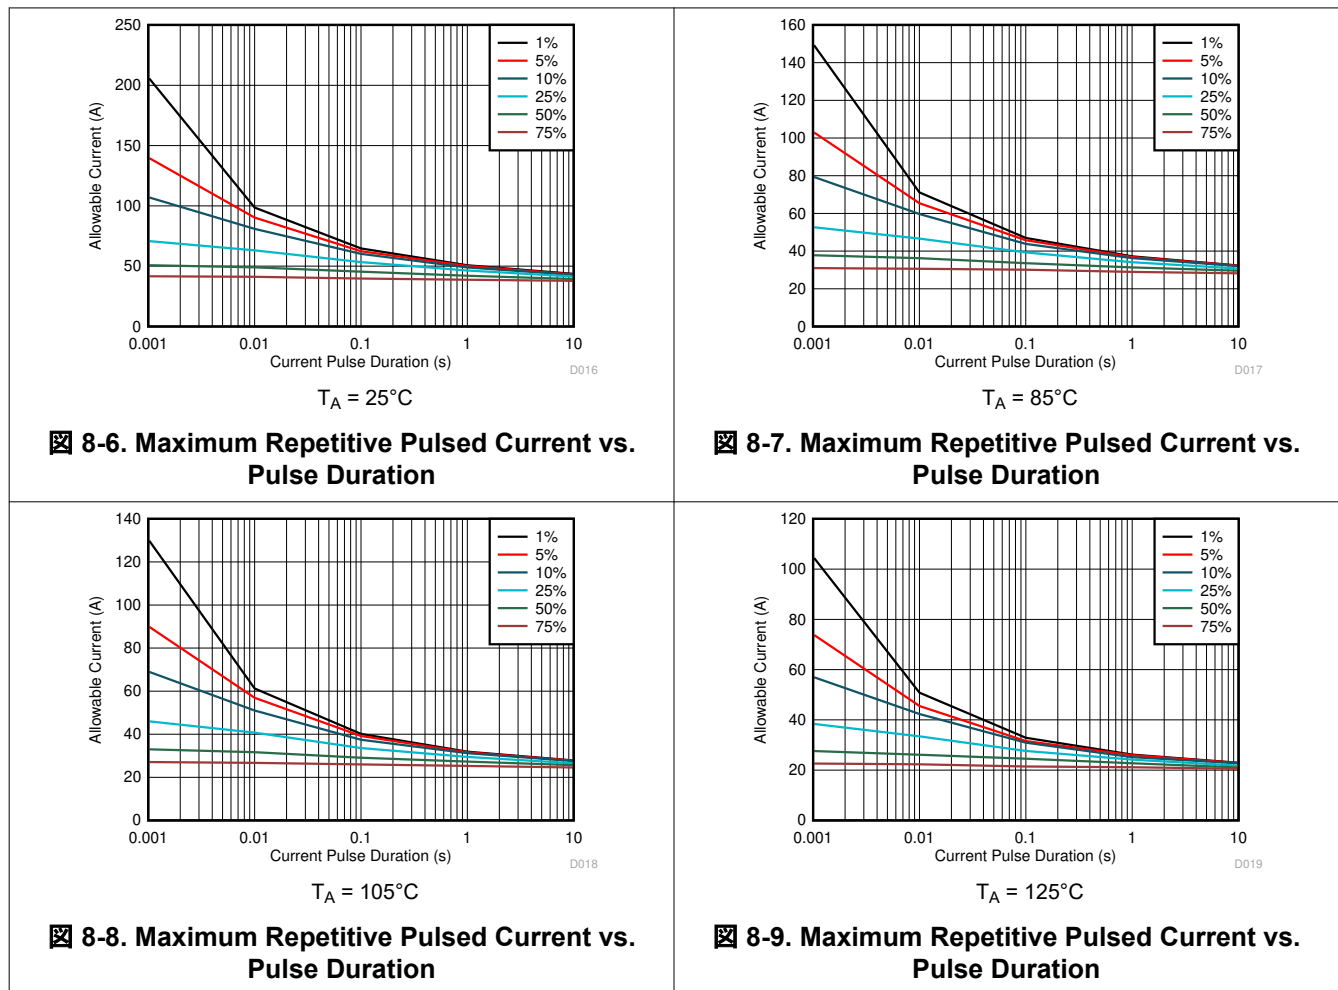 250
200
150
100
50
0
Allowable Current (A)
1%
5%
10%
25%
50%
75%
0.001 0.01 0.1 1 10
Current Pulse Duration (s)
D016
TA = 25°C
図 8-6. Maximum Repetitive Pulsed Current vs.
Pulse Duration
160
140
120
100
80
60
40
20
0
Allowable Current (A)
1%
5%
10%
25%
50%
75%
0.001 0.01 0.1 1 10
Current Pulse Duration (s)
D017
TA = 85°C
図 8-7. Maximum Repetitive Pulsed Current vs.
Pulse Duration
140
120
100
80
60
40
20
0
Allowable Current (A)
1%
5%
10%
25%
50%
75%
0.001 0.01 0.1 1 10
Current Pulse Duration (s)
D018
TA = 105°C
図 8-8. Maximum Repetitive Pulsed Current vs.
Pulse Duration
120
100
80
60
40
20
0
Allowable Current (A)
1%
5%
10%
25%
50%
75%
0.001 0.01 0.1 1 10
Current Pulse Duration (s)
D019
TA = 125°C
図 8-9. Maximum Repetitive Pulsed Current vs.
Pulse Duration